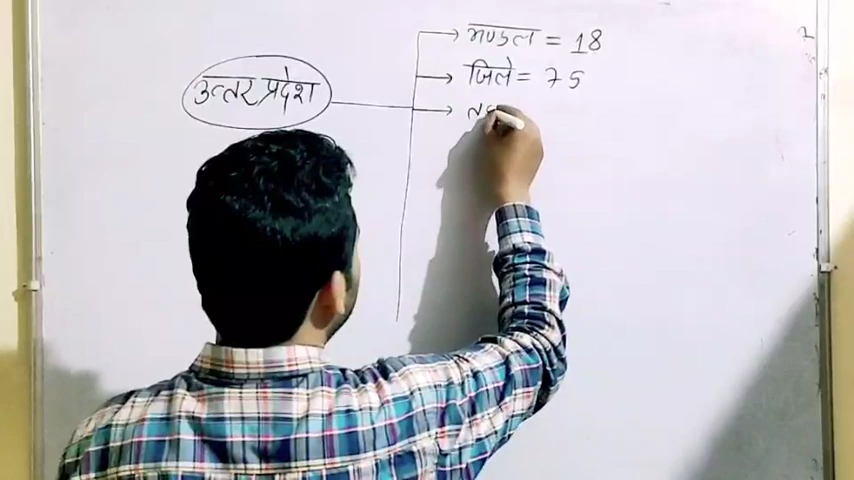 उत्तर प्रदेश
मण्डल = 18
जिले = 75